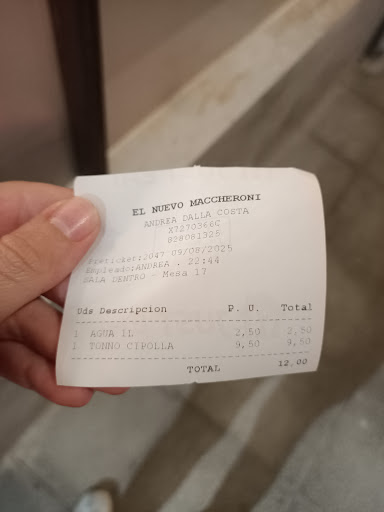 EL NUEVO MACCHERONI
ANDREA DALLA COSTA
X7270366C
828061325
Preticket:2047 09/08/2025
Empleado:ANDREA . 22:44
SALA DENTRO - Mesa 17
Uds Descripcion P. U. Total
1 AGUA 1L 2,50 2,50
1 TONNO CIPOLLA 9,50 9,50
TOTAL 12.00